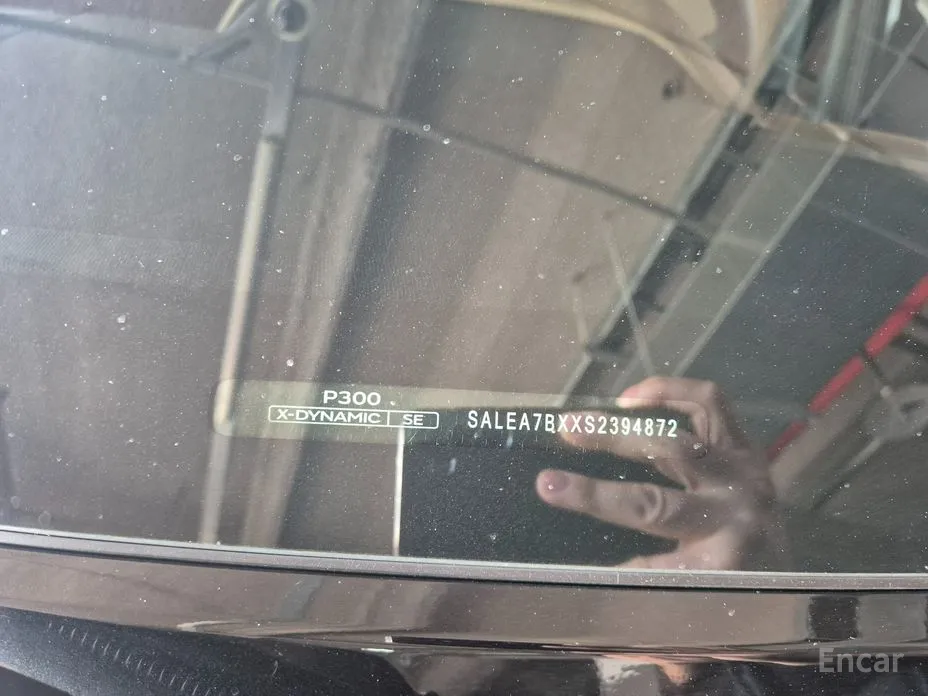 P300
X-DYNAMIC SE
SALEA7BXXS2394872
Encar